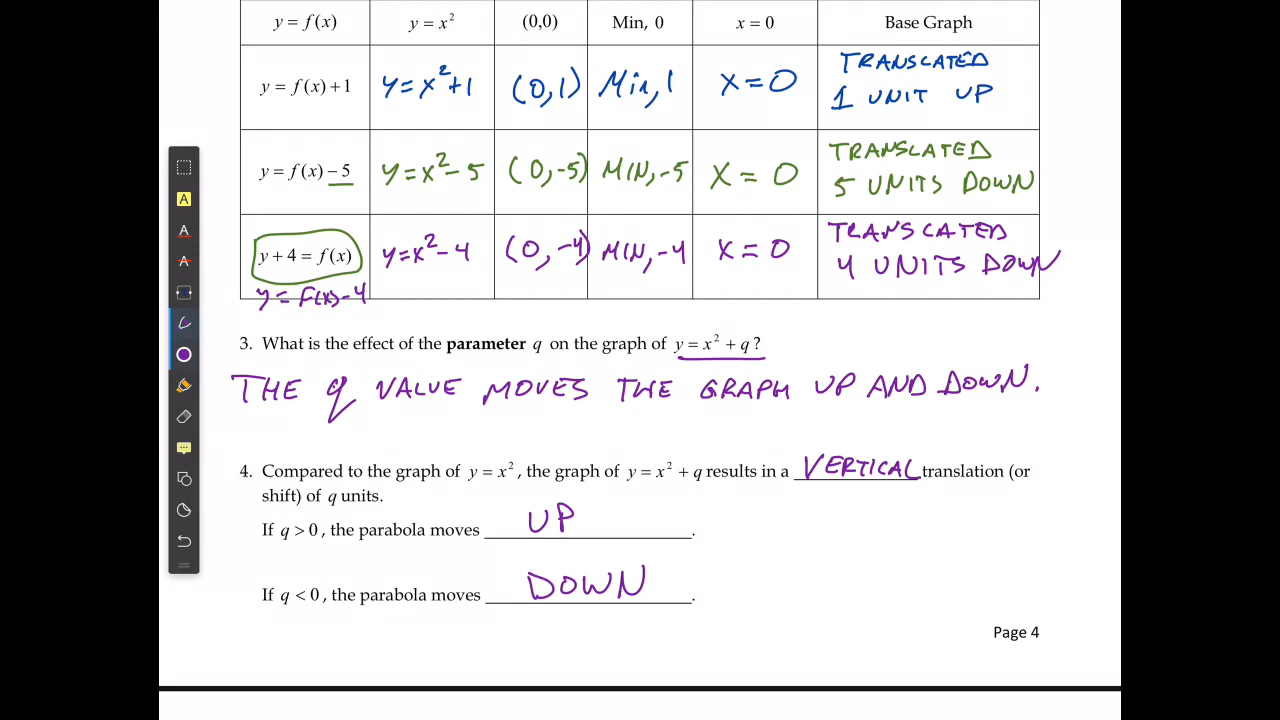 y = f(x) y = x² (0,0) Min, 0 x = 0 Base Graph
y = f(x) + 1 y = x² + 1 (0, 1) Min, 1 x = 0 TRANSLATED
1 UNIT UP
y = f(x) − 5 y = x² − 5 (0, −5) MIN, −5 x = 0 TRANSLATED
5 UNITS DOWN
y + 4 = f(x) y = x² − 4 (0, −4) MIN, −4 x = 0 TRANSLATED
4 UNITS DOWN
y = f(x) − 4
3. What is the effect of the parameter q on the graph of y = x² + q ?
THE q VALUE MOVES THE GRAPH UP AND DOWN.
4. Compared to the graph of y = x², the graph of y = x² + q results in a VERTICAL translation (or
shift) of q units.
If q > 0, the parabola moves UP.
If q < 0, the parabola moves DOWN.
Page 4
A
A
A